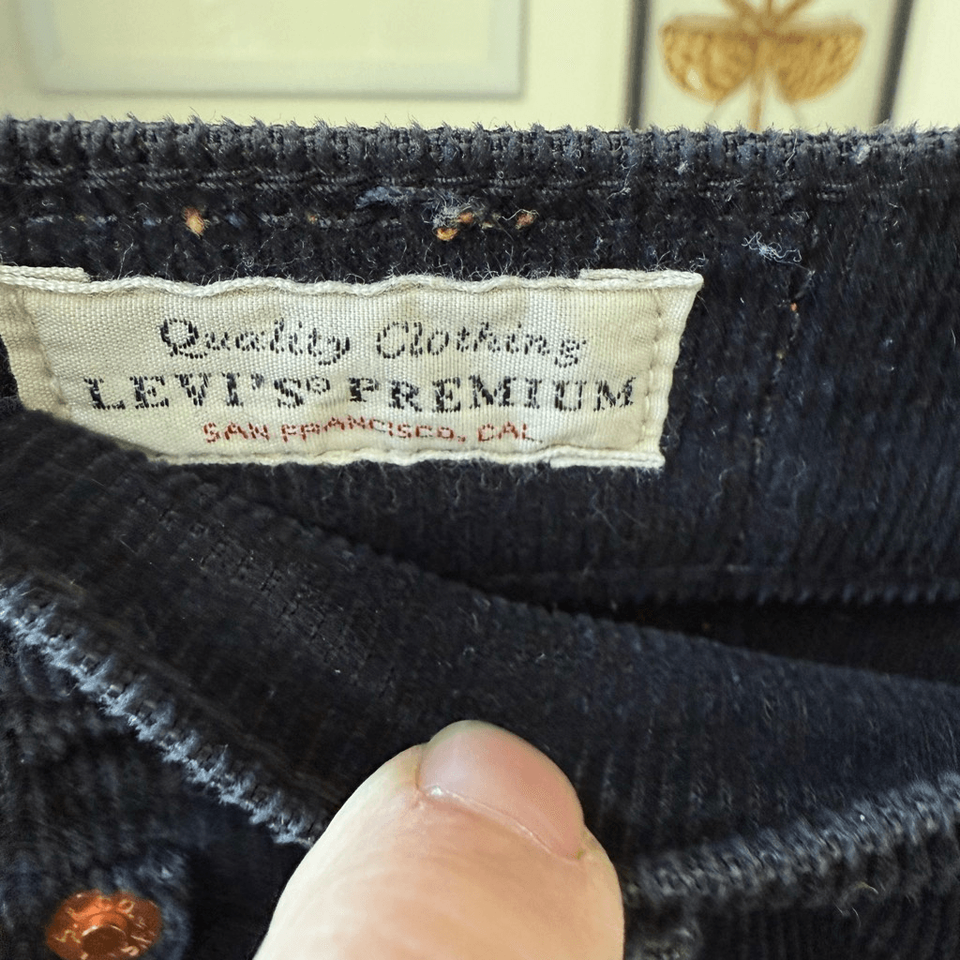 Quality Clothing
LEVI'S® PREMIUM
SAN FRANCISCO, CAL